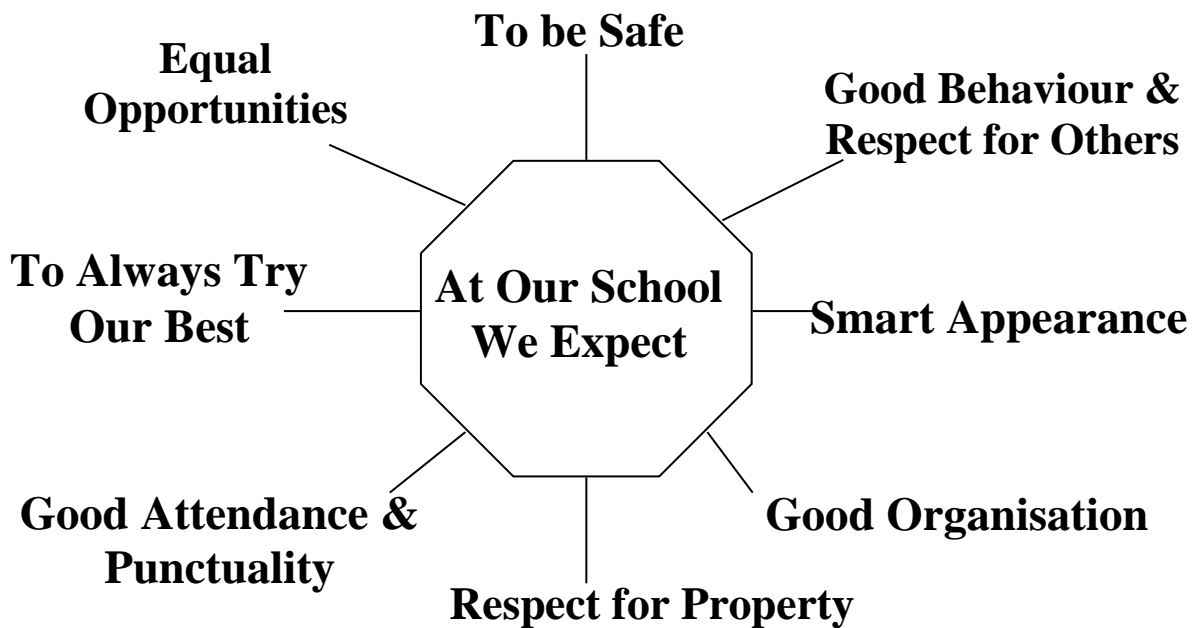 To be Safe
Equal
Opportunities
Good Behaviour &
Respect for Others
To Always Try
Our Best
At Our School
We Expect
Smart Appearance
Good Attendance &
Punctuality
Good Organisation
Respect for Property